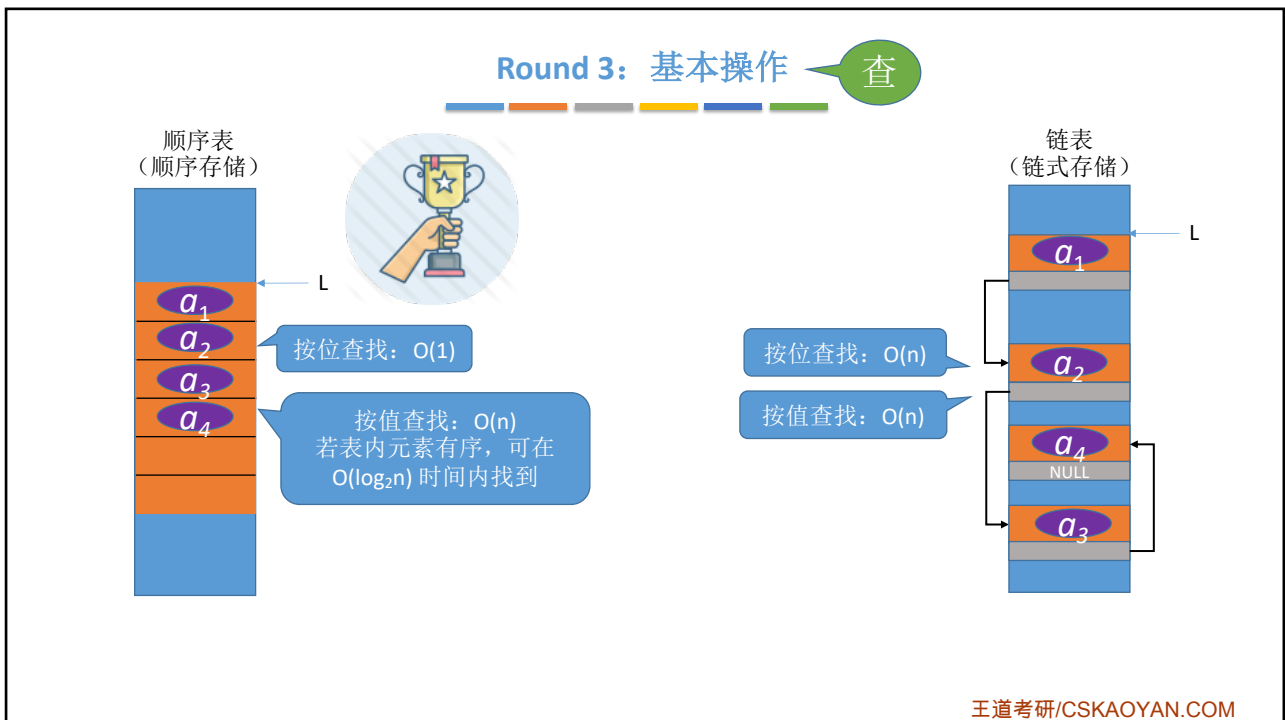 Round 3：基本操作
查
顺序表
（顺序存储）
L
a1
a2
a3
a4
按位查找：O(1)
按值查找：O(n)
若表内元素有序，可在
O(log₂n) 时间内找到
链表
（链式存储）
L
a1
a2
a4
NULL
a3
按位查找：O(n)
按值查找：O(n)
王道考研/CSKAOYAN.COM